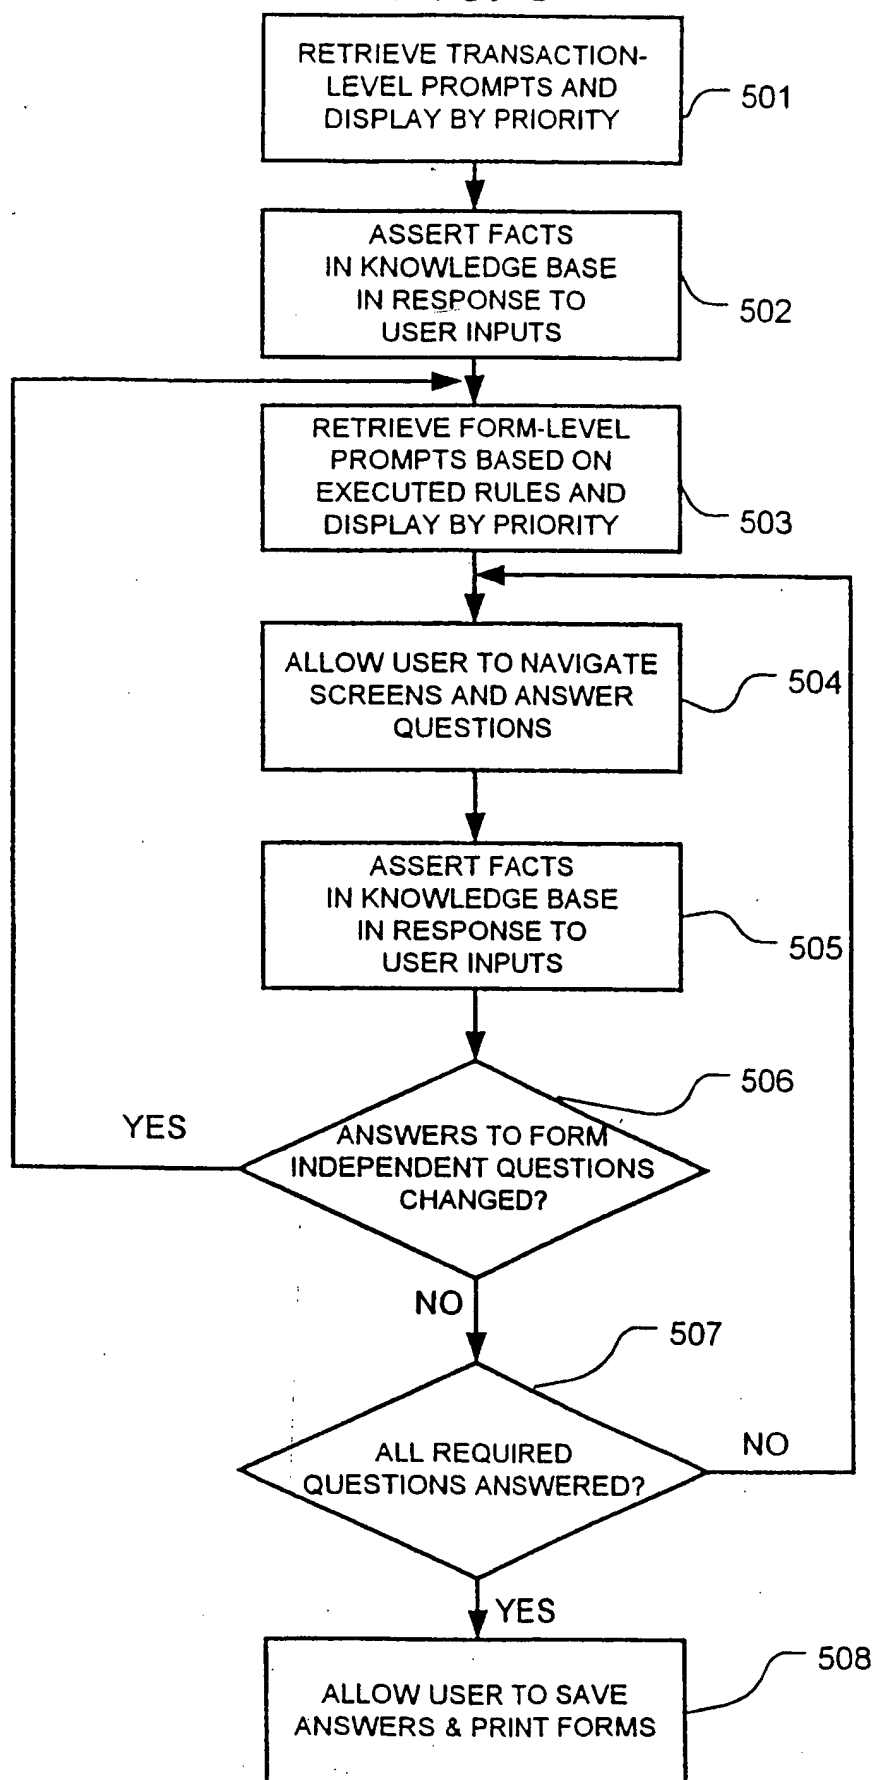 RETRIEVE TRANSACTION-
LEVEL PROMPTS AND
DISPLAY BY PRIORITY
501
ASSERT FACTS
IN KNOWLEDGE BASE
IN RESPONSE TO
USER INPUTS
502
RETRIEVE FORM-LEVEL
PROMPTS BASED ON
EXECUTED RULES AND
DISPLAY BY PRIORITY
503
ALLOW USER TO NAVIGATE
SCREENS AND ANSWER
QUESTIONS
504
ASSERT FACTS
IN KNOWLEDGE BASE
IN RESPONSE TO
USER INPUTS
505
506
YES
ANSWERS TO FORM
INDEPENDENT QUESTIONS
CHANGED?
NO
507
ALL REQUIRED
QUESTIONS ANSWERED?
NO
YES
508
ALLOW USER TO SAVE
ANSWERS & PRINT FORMS